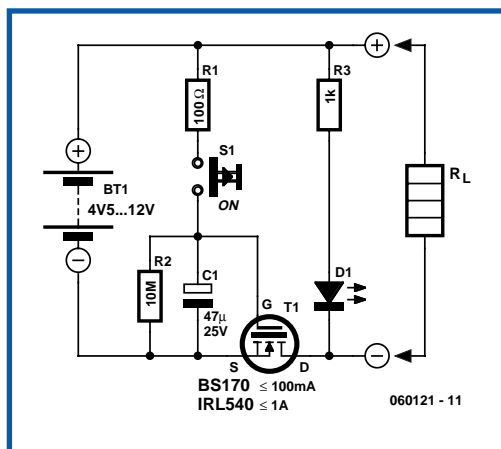 +
R1
R3
100Ω
1k
S1
ON
RL
+
BT1
4V5...12V
−
R2
10M
C1
47µ
25V
G
T1
D1
S
D
−
BS170 ≤ 100mA
IRL540 ≤ 1A
060121 - 11